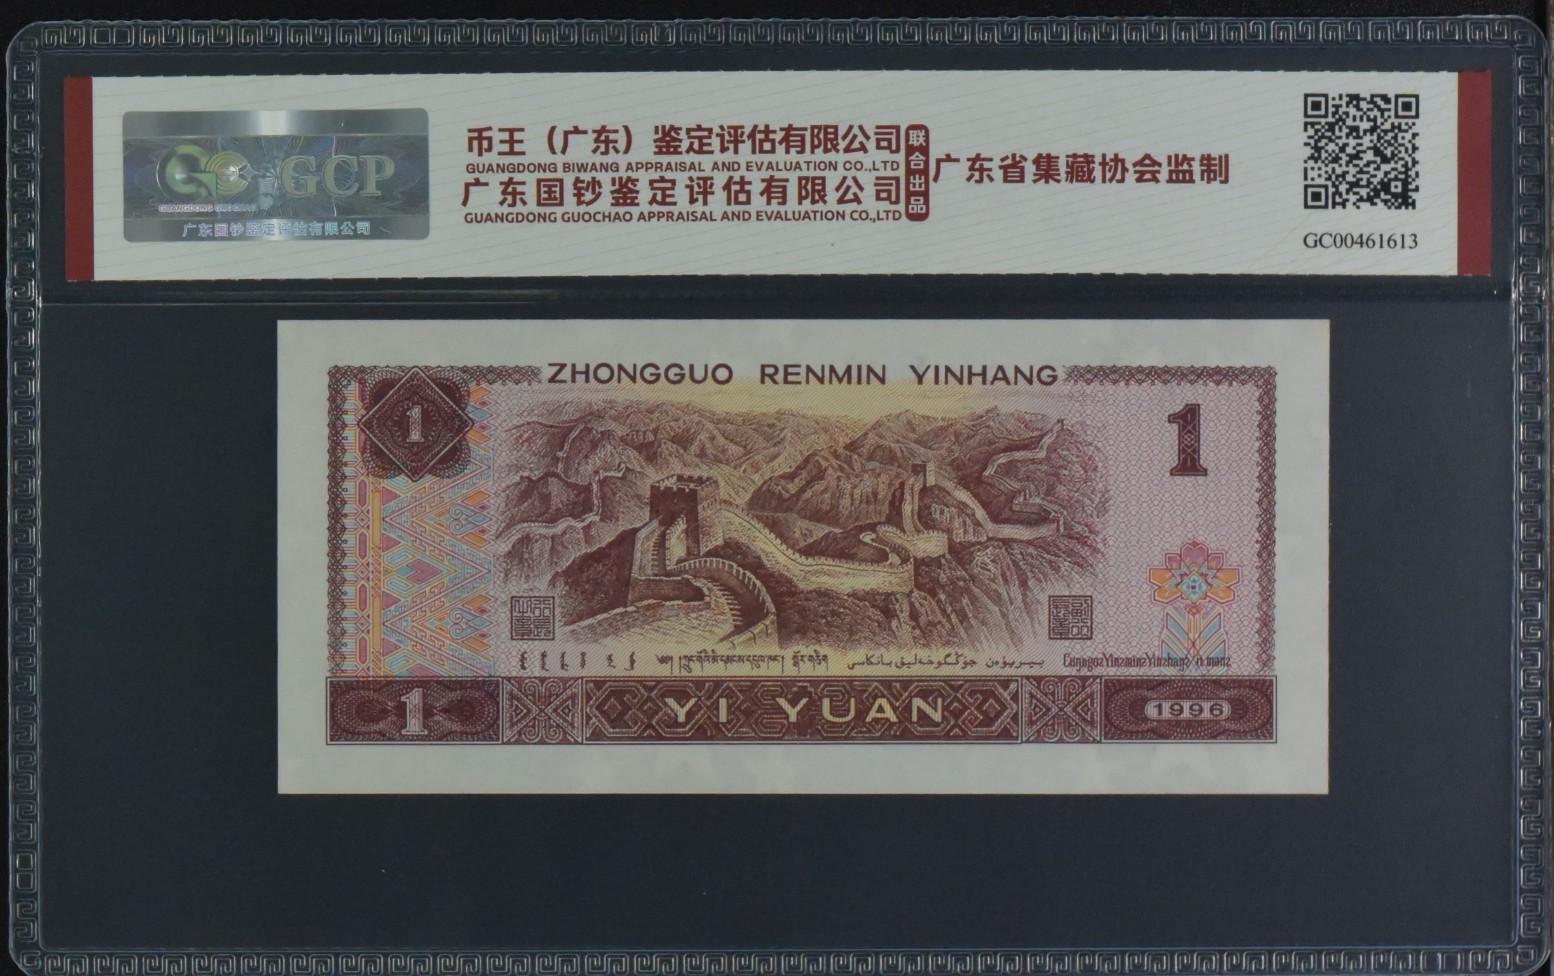 GCP
广东国钞鉴定评估有限公司
币王（广东）鉴定评估有限公司
GUANGDONG BIWANG APPRAISAL AND EVALUATION CO.,LTD
广东国钞鉴定评估有限公司
GUANGDONG GUOCHAO APPRAISAL AND EVALUATION CO.,LTD
联合出品
广东省集藏协会监制
GC00461613
ZHONGGUO RENMIN YINHANG
1
1
1
YI YUAN
1996